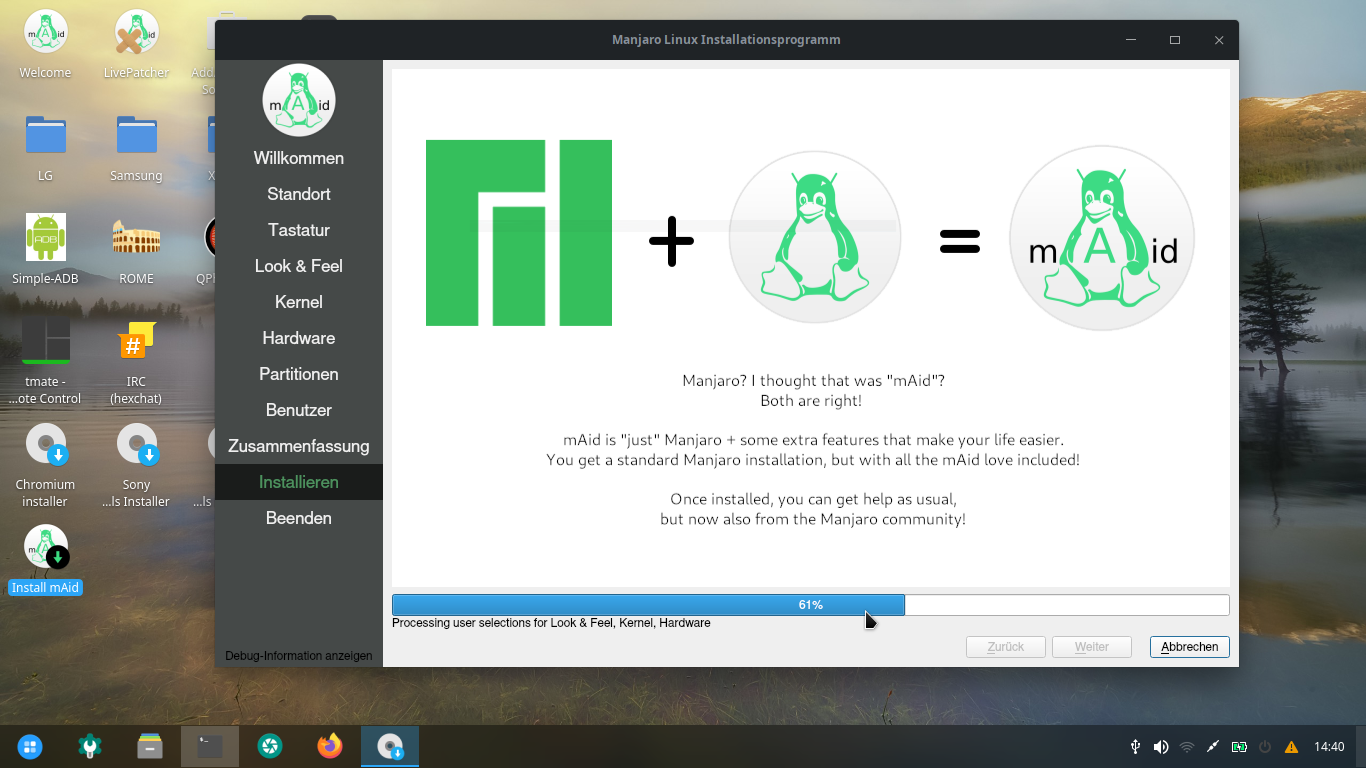 Manjaro Linux Installationsprogramm
Welcome
LivePatcher
Add
So
LG
Samsung
X
Simple-ADB
ROME
QP
tmate -
...ote Control
IRC
(hexchat)
Chromium
installer
Sony
...ls Installer
...ls
Install mAid
ADB
#
mAid
Willkommen
Standort
Tastatur
Look & Feel
Kernel
Hardware
Partitionen
Benutzer
Zusammenfassung
Installieren
Beenden
Debug-Information anzeigen
+
=
mAid
Manjaro? I thought that was "mAid"?
Both are right!
mAid is "just" Manjaro + some extra features that make your life easier.
You get a standard Manjaro installation, but with all the mAid love included!
Once installed, you can get help as usual,
but now also from the Manjaro community!
61%
Processing user selections for Look & Feel, Kernel, Hardware
Zurück
Weiter
Abbrechen
14:40